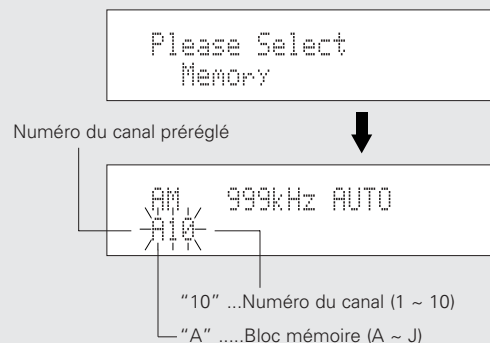 Please Select
Memory
Numéro du canal préréglé
AM 999kHz AUTO
A10
"10" ...Numéro du canal (1 ~ 10)
"A" .....Bloc mémoire (A ~ J)